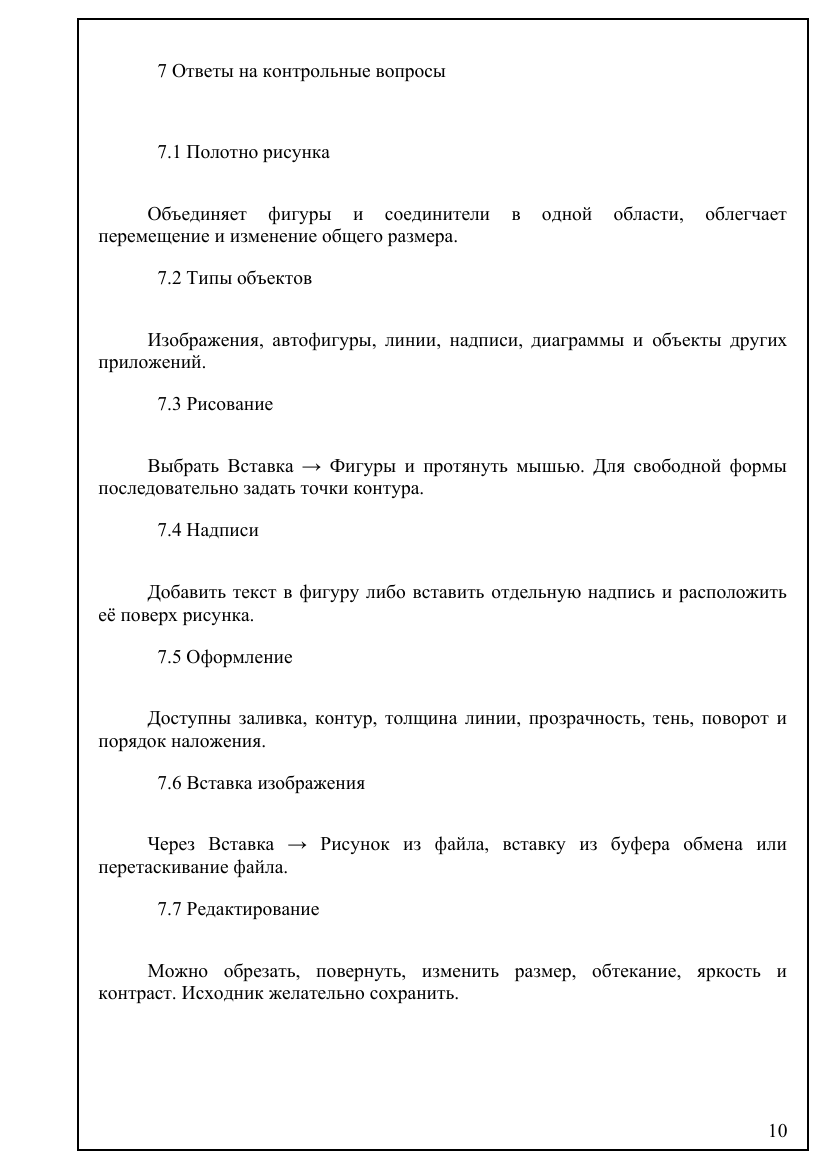 7 Ответы на контрольные вопросы
7.1 Полотно рисунка
Объединяет фигуры и соединители в одной области, облегчает
перемещение и изменение общего размера.
7.2 Типы объектов
Изображения, автофигуры, линии, надписи, диаграммы и объекты других
приложений.
7.3 Рисование
Выбрать Вставка → Фигуры и протянуть мышью. Для свободной формы
последовательно задать точки контура.
7.4 Надписи
Добавить текст в фигуру либо вставить отдельную надпись и расположить
её поверх рисунка.
7.5 Оформление
Доступны заливка, контур, толщина линии, прозрачность, тень, поворот и
порядок наложения.
7.6 Вставка изображения
Через Вставка → Рисунок из файла, вставку из буфера обмена или
перетаскивание файла.
7.7 Редактирование
Можно обрезать, повернуть, изменить размер, обтекание, яркость и
контраст. Исходник желательно сохранить.
10